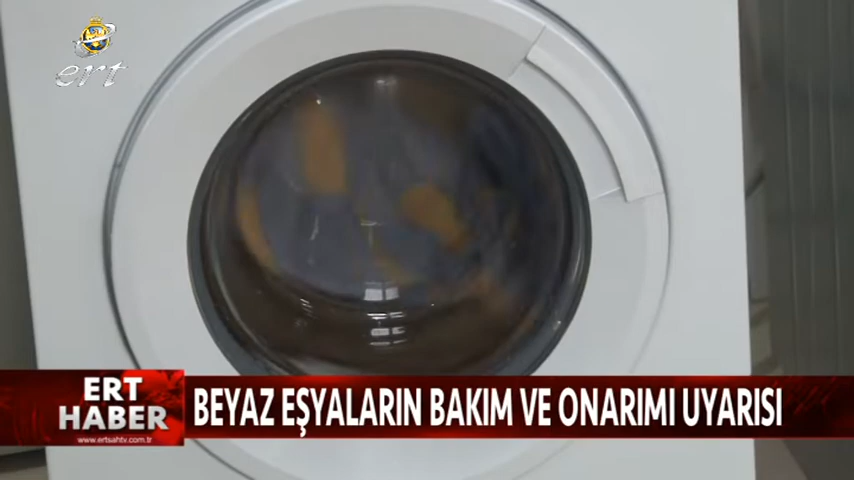 ert
ERT
HABER
www.ertsahtv.com.tr
BEYAZ EŞYALARIN BAKIM VE ONARIMI UYARISI